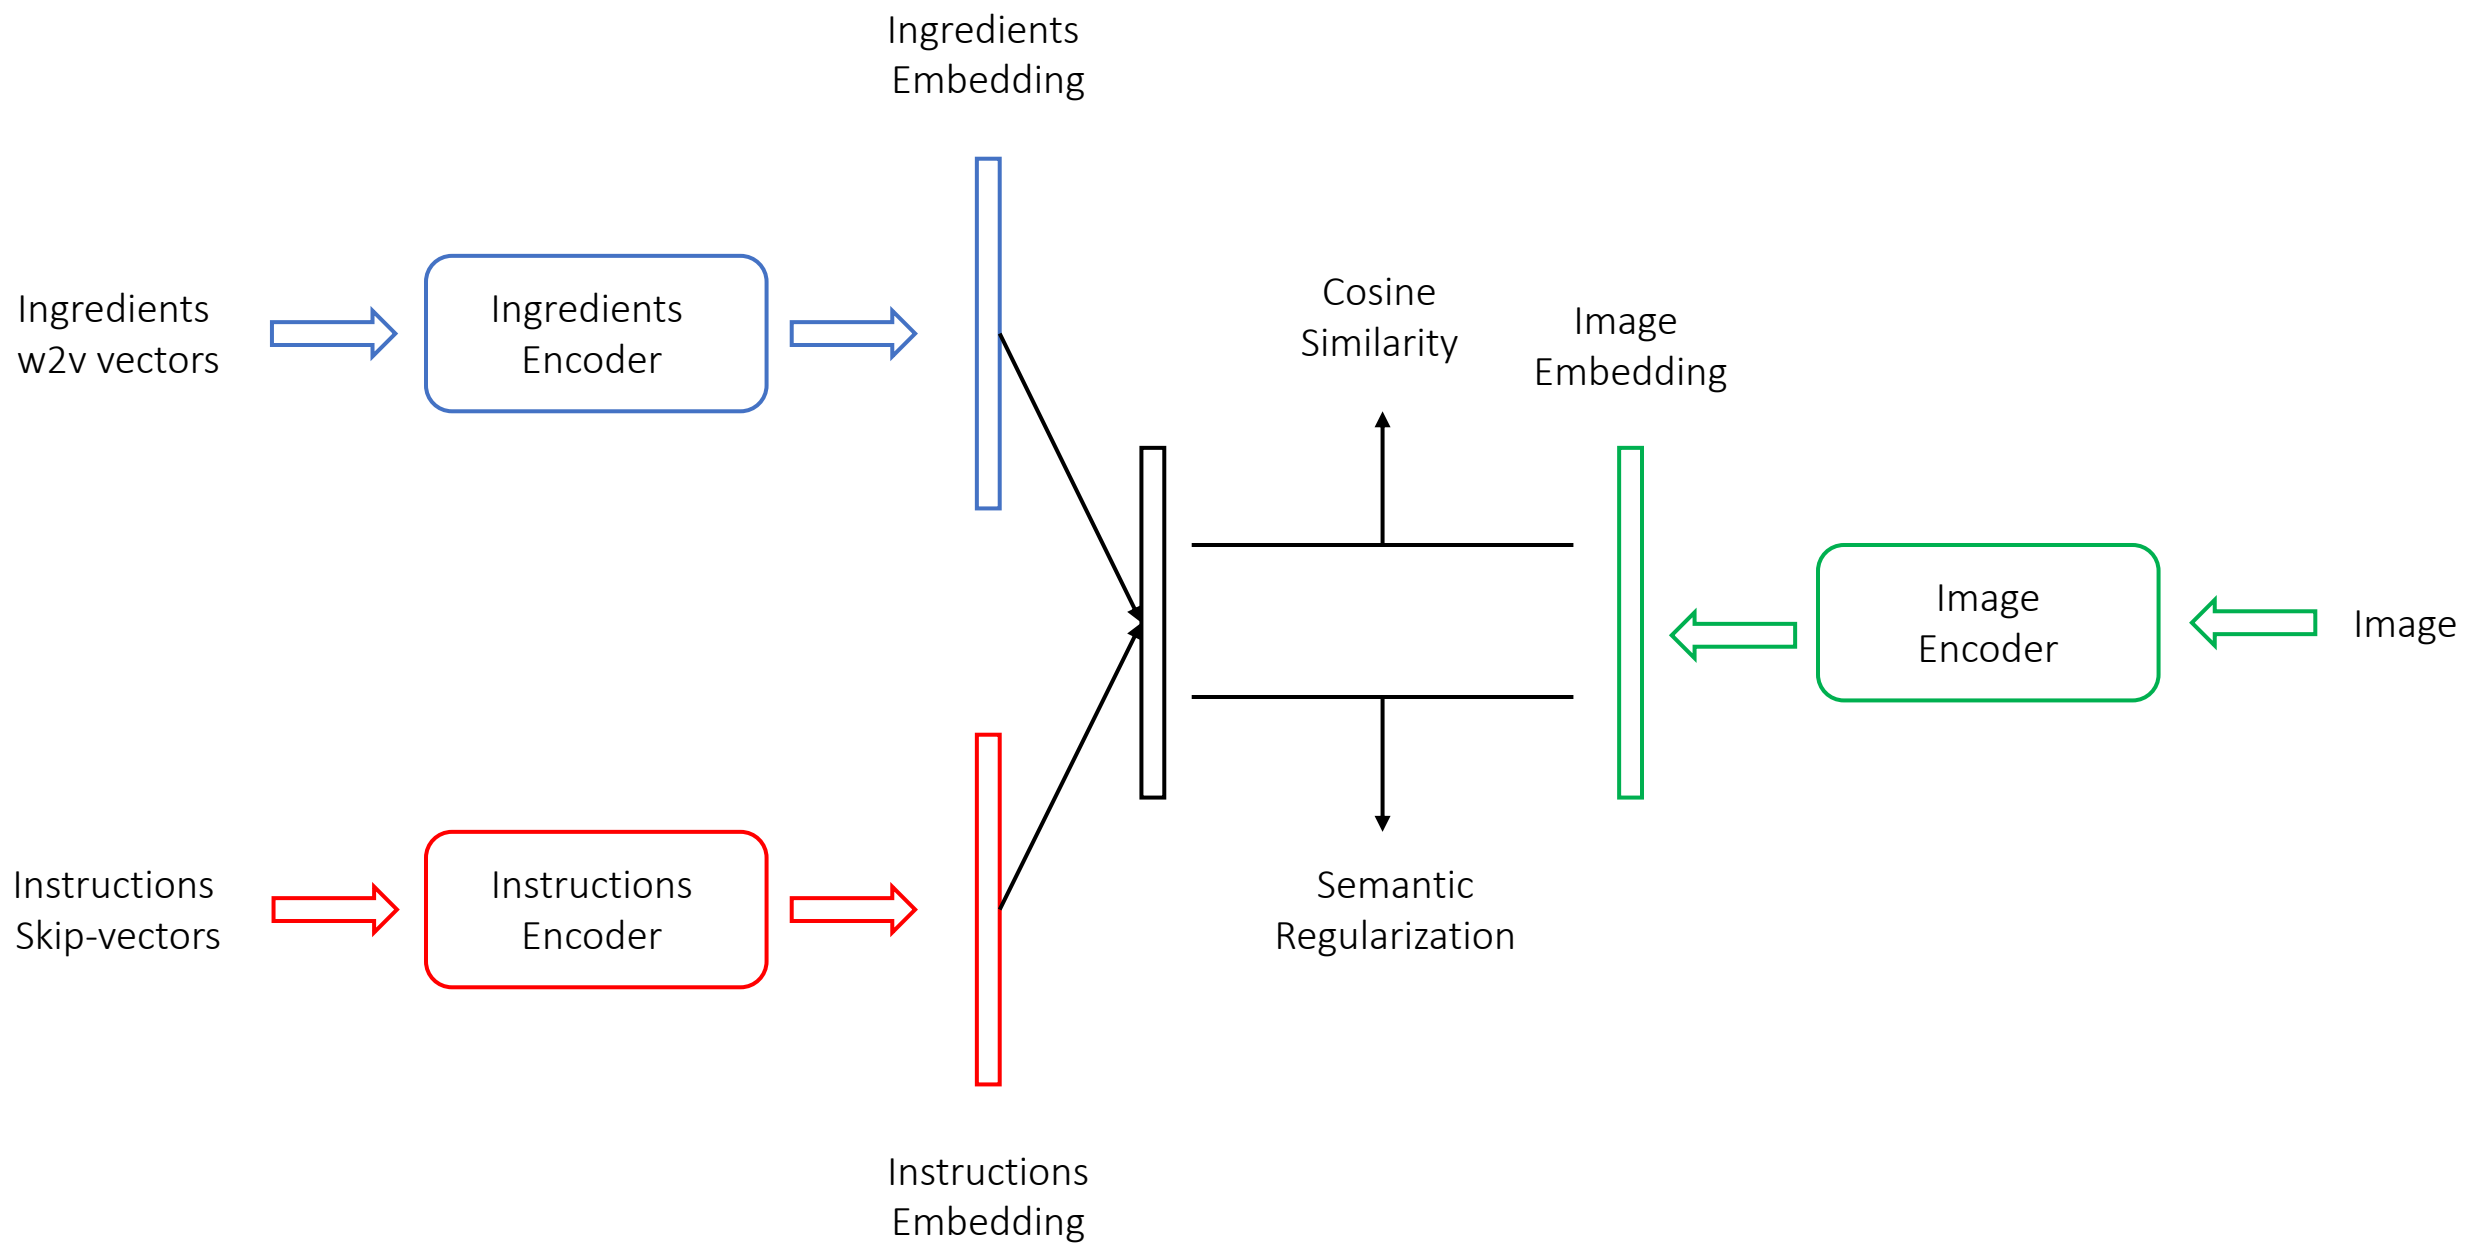 Ingredients
Embedding
Ingredients
w2v vectors
Ingredients
Encoder
Cosine
Similarity
Image
Embedding
Image
Encoder
Image
Instructions
Skip-vectors
Instructions
Encoder
Semantic
Regularization
Instructions
Embedding